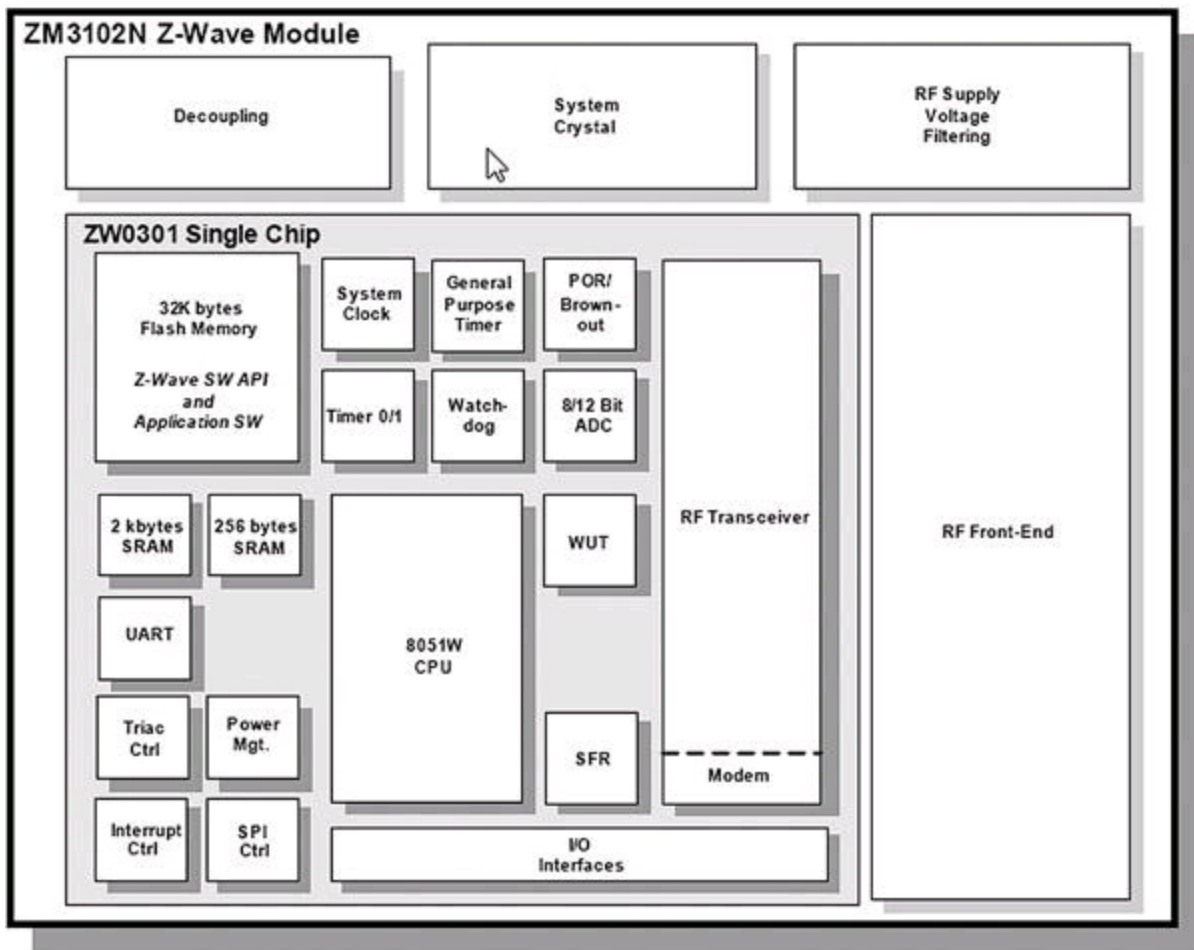 ZM3102N Z-Wave Module
Decoupling
System
Crystal
RF Supply
Voltage
Filtering
ZW0301 Single Chip
32K bytes
Flash Memory
Z-Wave SW API
and
Application SW
System
Clock
General
Purpose
Timer
POR/
Brown-
out
Timer 0/1
Watch-
dog
8/12 Bit
ADC
RF Transceiver
Modem
RF Front-End
2 kbytes
SRAM
256 bytes
SRAM
8051W
CPU
WUT
UART
Triac
Ctrl
Power
Mgt.
SFR
Interrupt
Ctrl
SPI
Ctrl
I/O
Interfaces